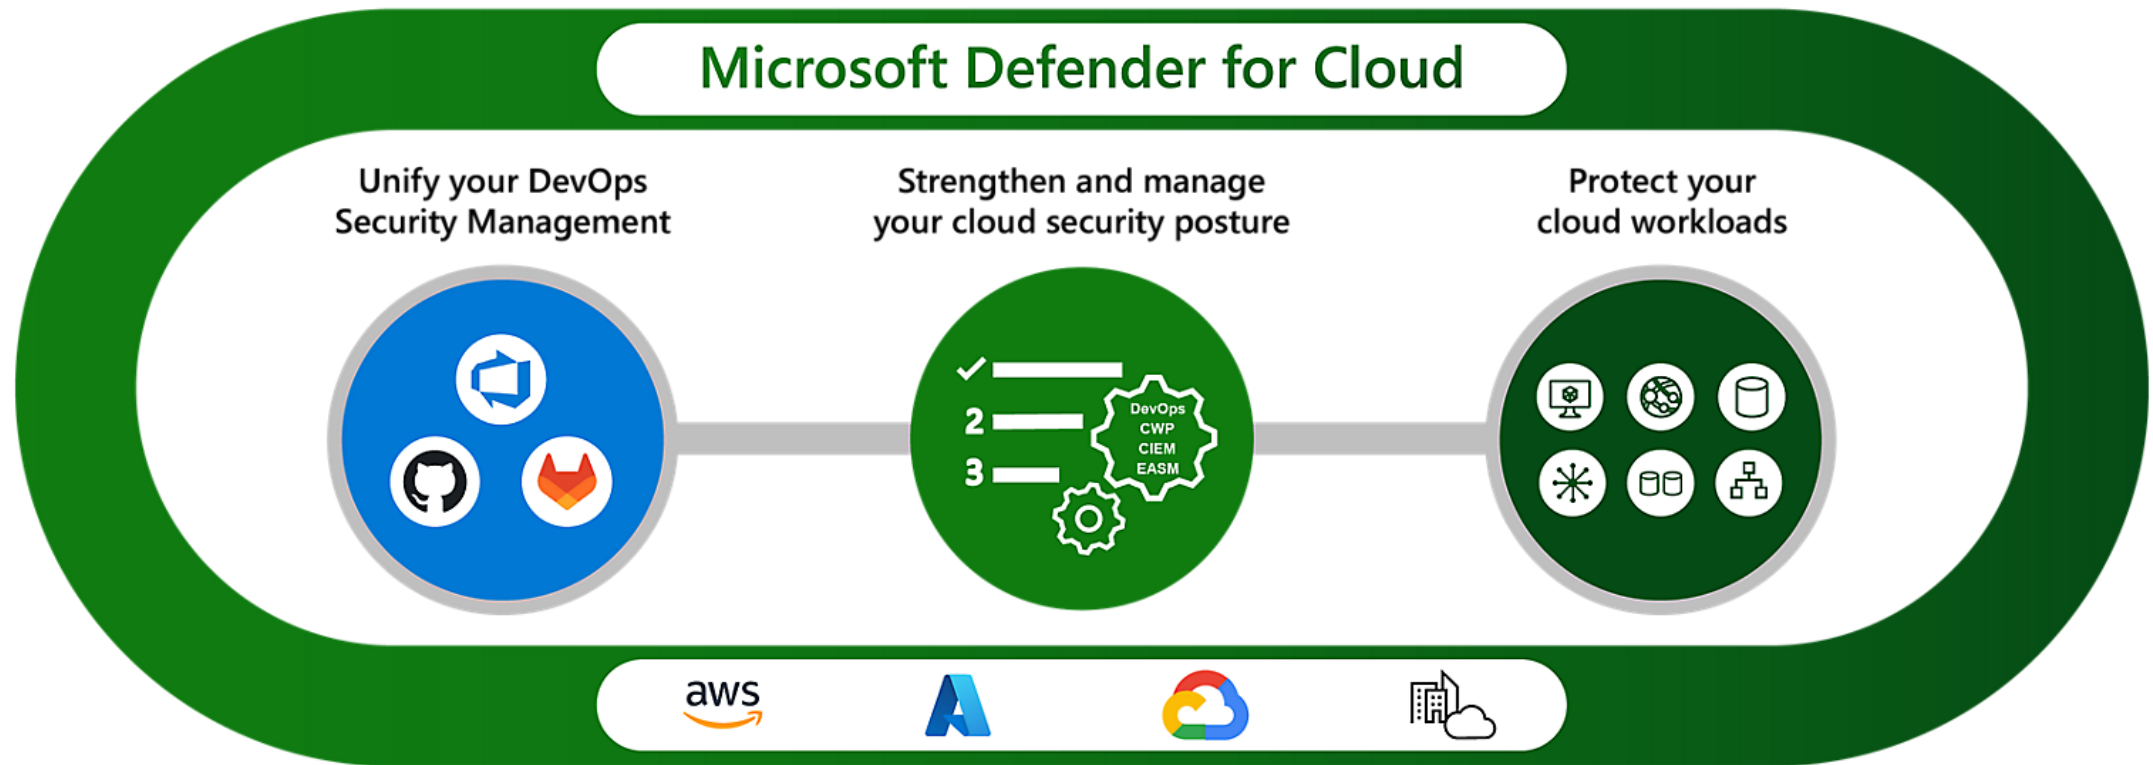 Microsoft Defender for Cloud
Unify your DevOps
Security Management
Strengthen and manage
your cloud security posture
Protect your
cloud workloads
2
3
DevOps
CWP
CIEM
EASM
aws